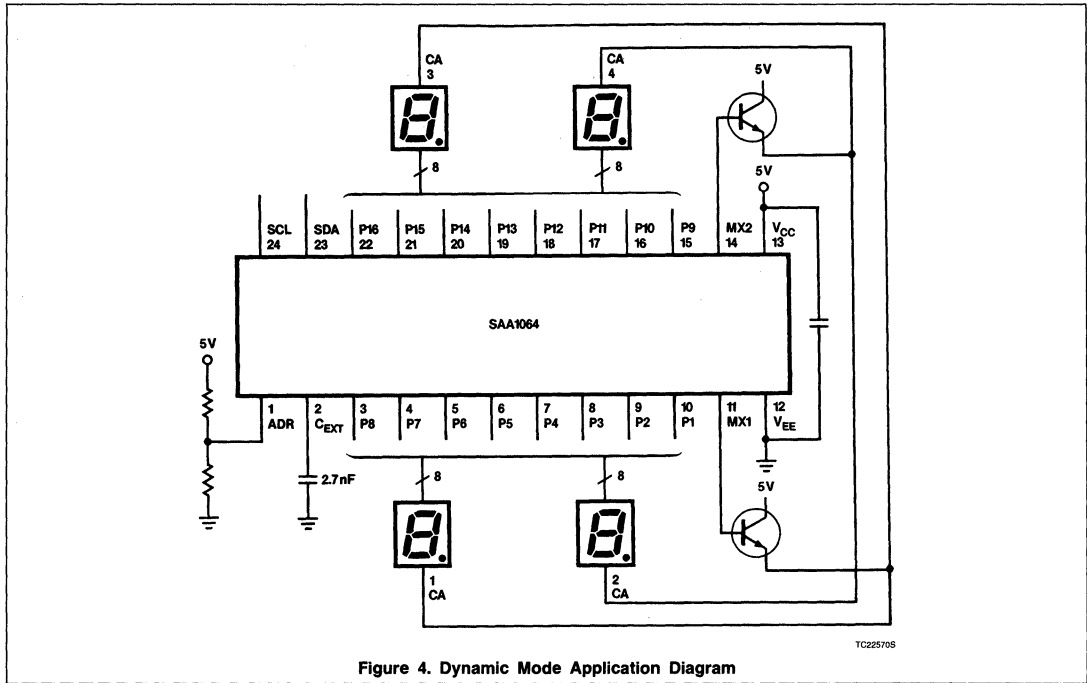 CA
3
CA
4
5V
8
8
5V
SCL
24
SDA
23
P16
22
P15
21
P14
20
P13
19
P12
18
P11
17
P10
16
P9
15
MX2
14
VCC
13
SAA1064
5V
1
ADR
2
CEXT
3
P8
4
P7
5
P6
6
P5
7
P4
8
P3
9
P2
10
P1
11
MX1
12
VEE
2.7nF
8
8
5V
1
CA
2
CA
TC22570S
Figure 4. Dynamic Mode Application Diagram